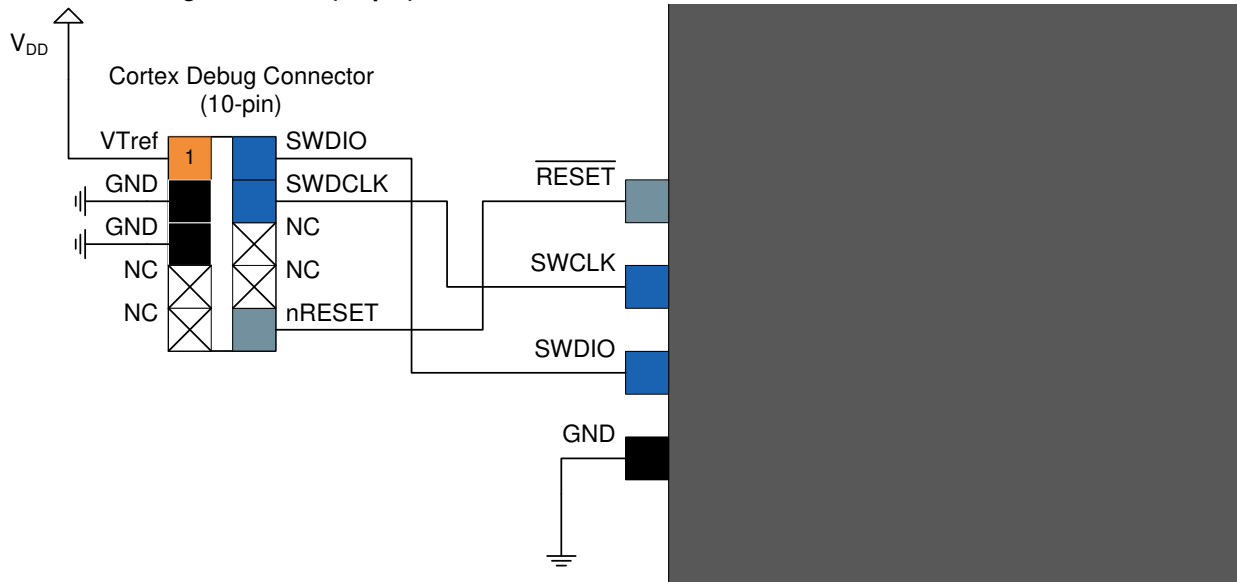 V_DD
Cortex Debug Connector
(10-pin)
VTref
1
SWDIO
GND
SWDCLK
GND
NC
NC
NC
NC
nRESET
RESET
SWCLK
SWDIO
GND